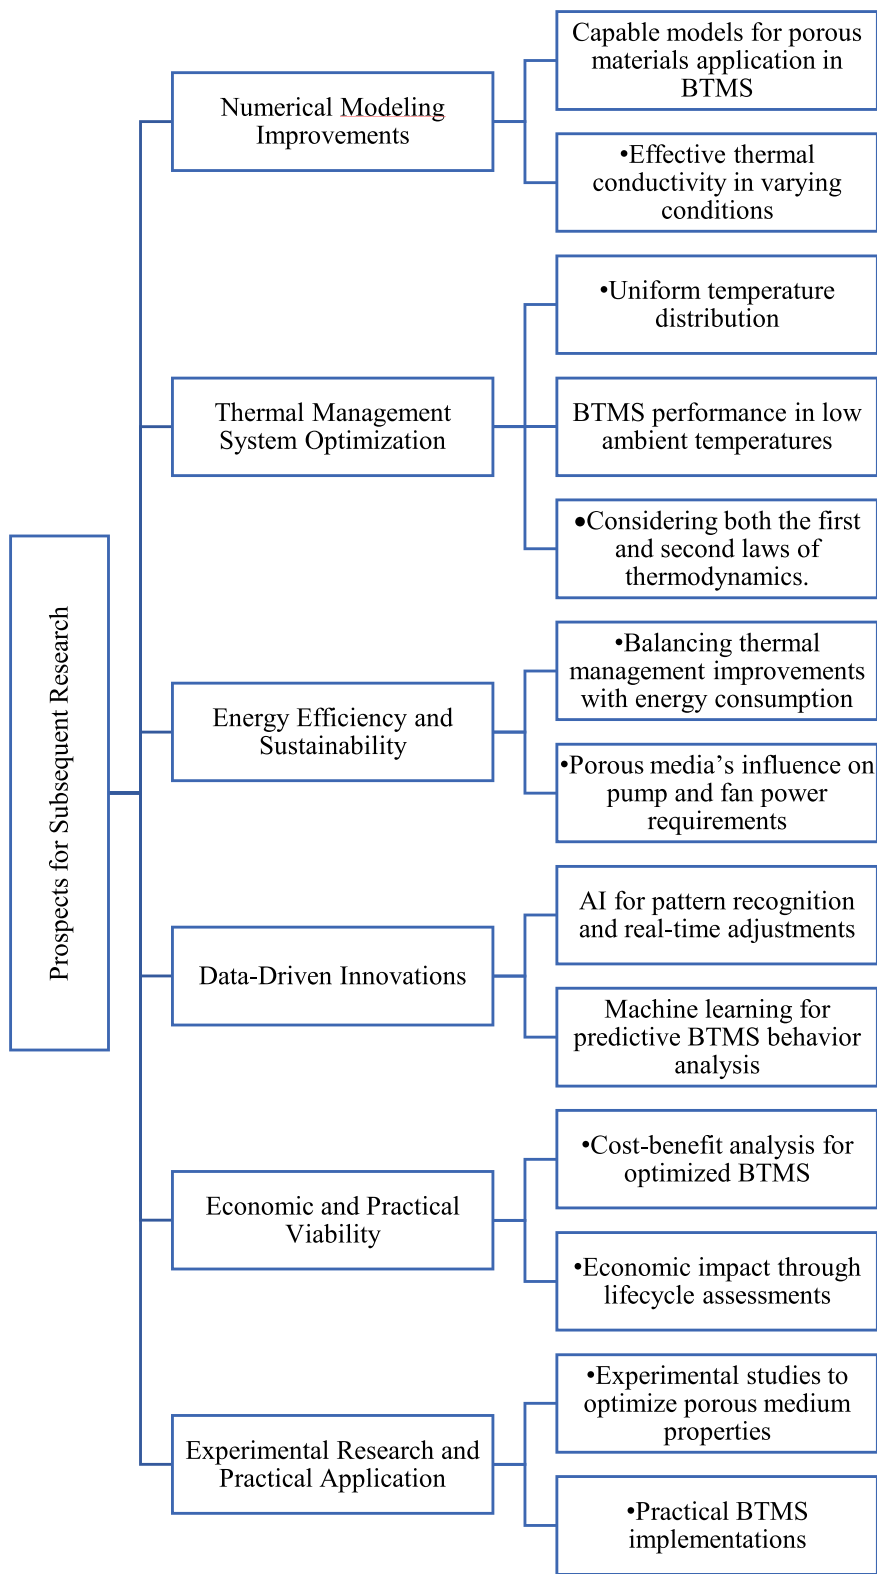 Prospects for Subsequent Research
Numerical Modeling
Improvements
Capable models for porous
materials application in
BTMS
•Effective thermal
conductivity in varying
conditions
Thermal Management
System Optimization
•Uniform temperature
distribution
BTMS performance in low
ambient temperatures
•Considering both the first
and second laws of
thermodynamics.
Energy Efficiency and
Sustainability
•Balancing thermal
management improvements
with energy consumption
•Porous media’s influence on
pump and fan power
requirements
Data-Driven Innovations
AI for pattern recognition
and real-time adjustments
Machine learning for
predictive BTMS behavior
analysis
Economic and Practical
Viability
•Cost-benefit analysis for
optimized BTMS
•Economic impact through
lifecycle assessments
Experimental Research and
Practical Application
•Experimental studies to
optimize porous medium
properties
•Practical BTMS
implementations